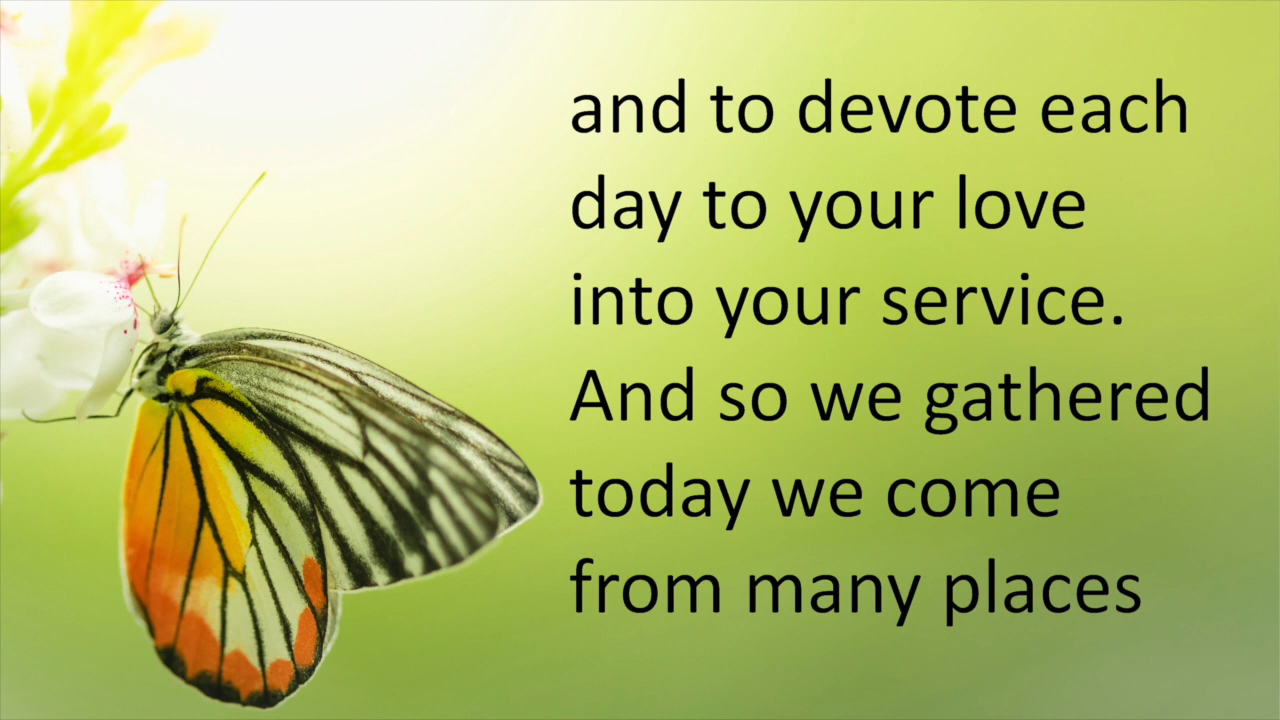 and to devote each
day to your love
into your service.
And so we gathered
today we come
from many places